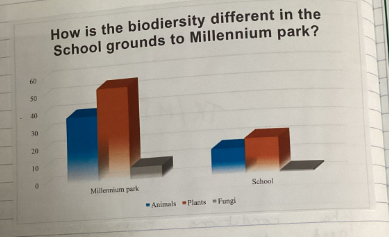 How is the biodiersity different in the
School grounds to Millennium park?
60
50
40
30
20
10
0
Millennium park
School
Animals Plants Fungi